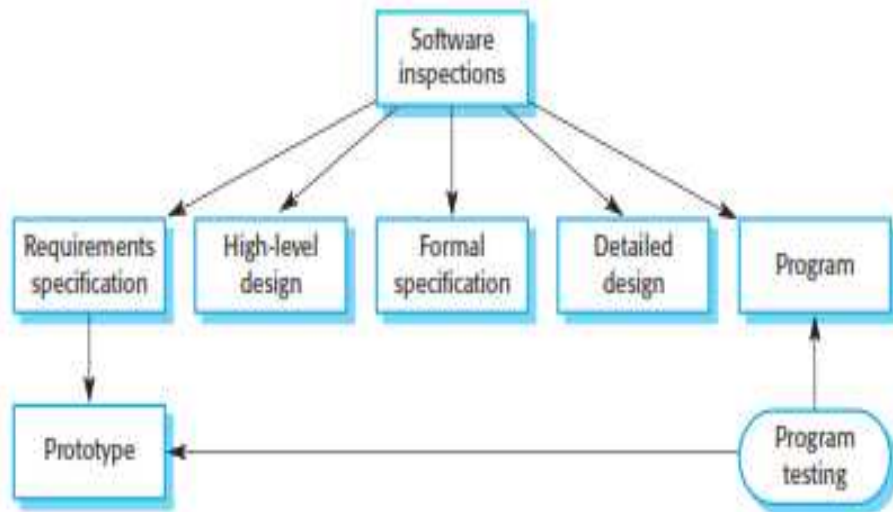 Software
inspections
Requirements
specification
High-level
design
Formal
specification
Detailed
design
Program
Prototype
Program
testing